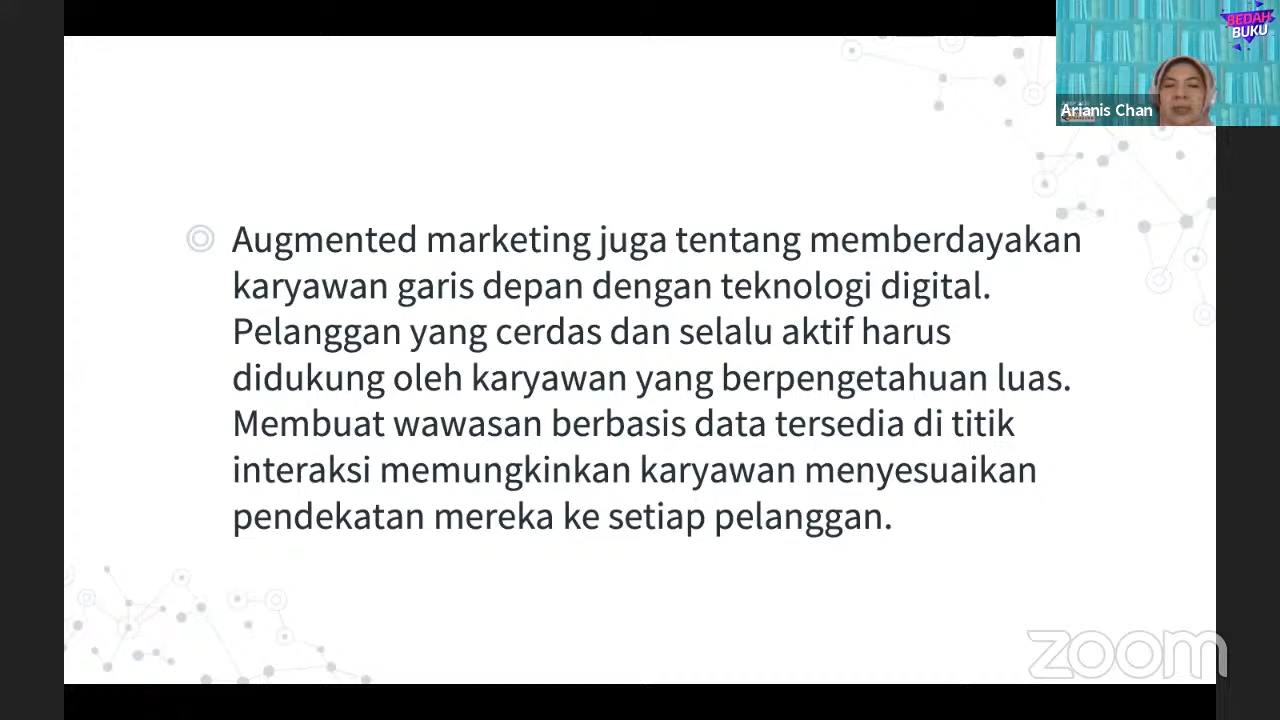 BEDAH
BUKU
Arianis Chan
Augmented marketing juga tentang memberdayakan
karyawan garis depan dengan teknologi digital.
Pelanggan yang cerdas dan selalu aktif harus
didukung oleh karyawan yang berpengetahuan luas.
Membuat wawasan berbasis data tersedia di titik
interaksi memungkinkan karyawan menyesuaikan
pendekatan mereka ke setiap pelanggan.
zoom